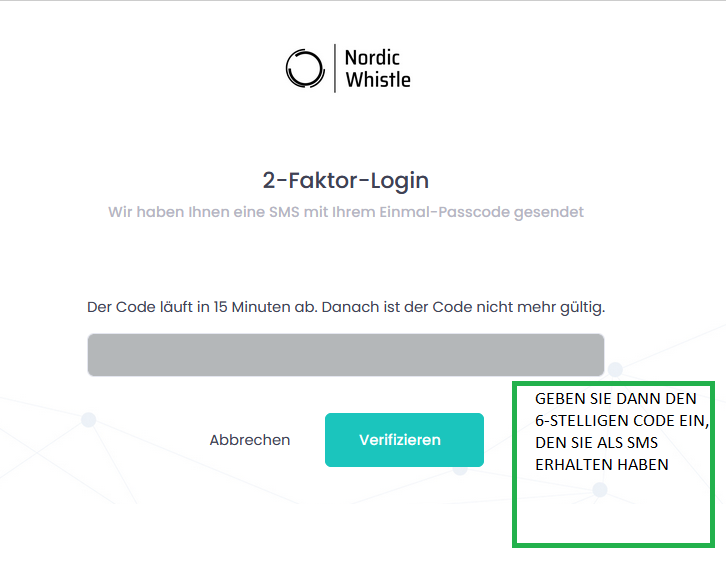 Nordic
Whistle
2-Faktor-Login
Wir haben Ihnen eine SMS mit Ihrem Einmal-Passcode gesendet
Der Code läuft in 15 Minuten ab. Danach ist der Code nicht mehr gültig.
Abbrechen
Verifizieren
GEBEN SIE DANN DEN
6-STELLIGEN CODE EIN,
DEN SIE ALS SMS
ERHALTEN HABEN